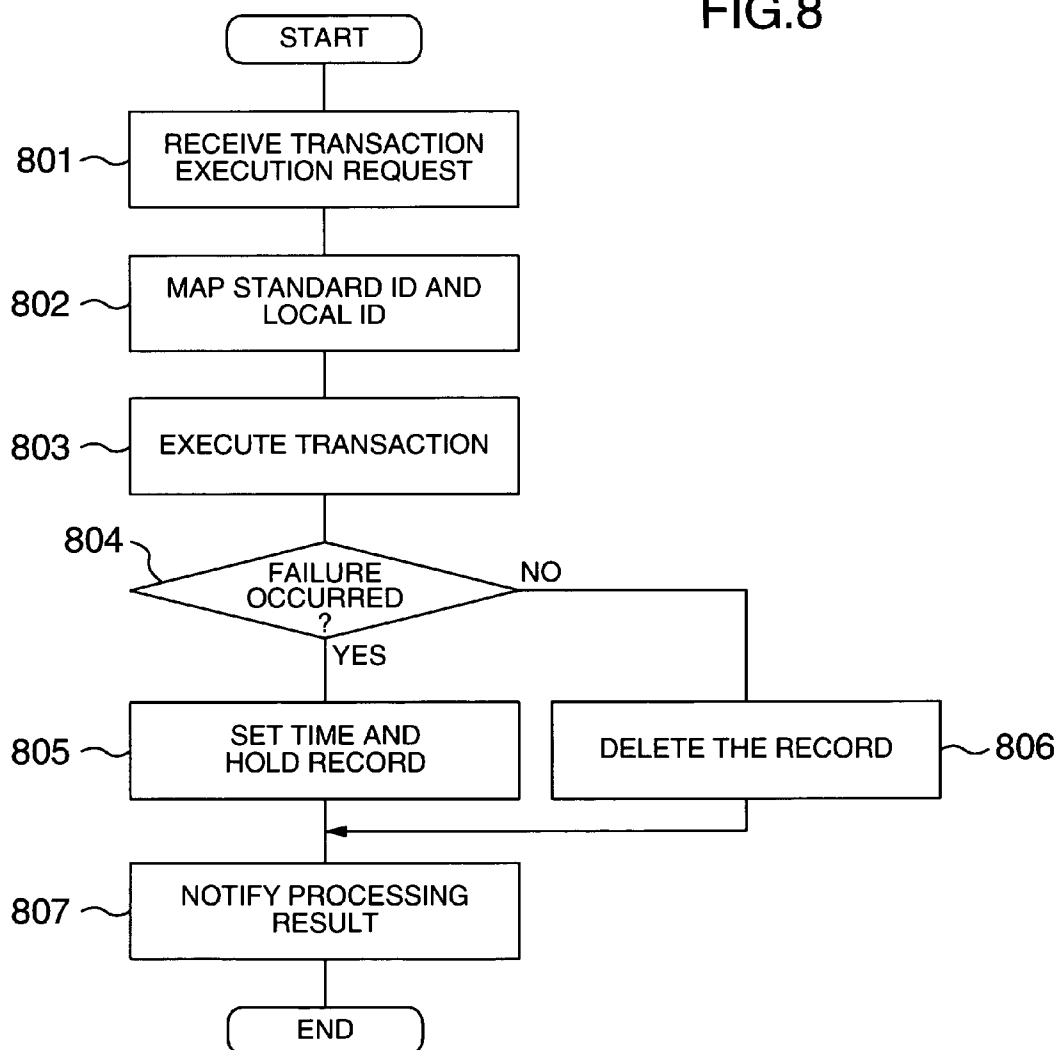 FIG.8
START
801
RECEIVE TRANSACTION
EXECUTION REQUEST
802
MAP STANDARD ID AND
LOCAL ID
803
EXECUTE TRANSACTION
804
FAILURE
OCCURRED
?
NO
YES
805
SET TIME AND
HOLD RECORD
DELETE THE RECORD
806
807
NOTIFY PROCESSING
RESULT
END